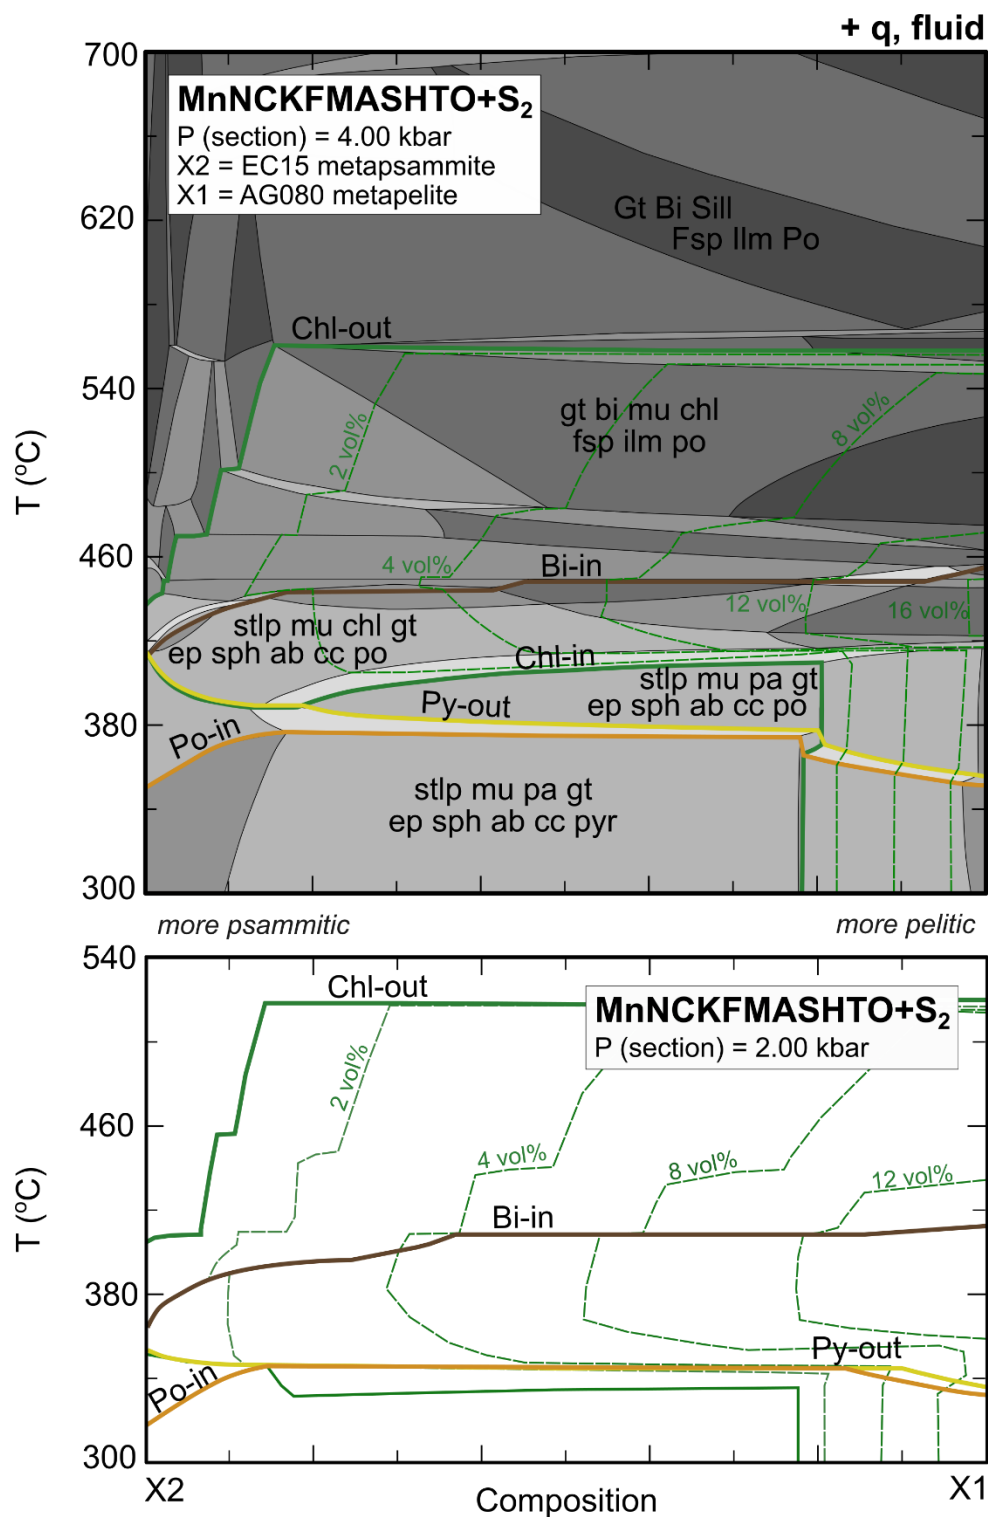 + q, fluid
700
MnNCKFMASHTO+S₂
P (section) = 4.00 kbar
X2 = EC15 metapsammite
X1 = AG080 metapelite
620
Gt Bi Sill
Fsp Ilm Po
Chl-out
540
2 vol%
gt bi mu chl
fsp ilm po
8 vol%
T (ºC)
460
4 vol%
Bi-in
12 vol%
16 vol%
stlp mu chl gt
ep sph ab cc po
Chl-in
stlp mu pa gt
ep sph ab cc po
Py-out
380
Po-in
stlp mu pa gt
ep sph ab cc pyr
300
more psammitic
more pelitic
540
Chl-out
MnNCKFMASHTO+S₂
P (section) = 2.00 kbar
2 vol%
460
4 vol%
8 vol%
12 vol%
T (ºC)
Bi-in
380
Py-out
Po-in
300
X2
Composition
X1